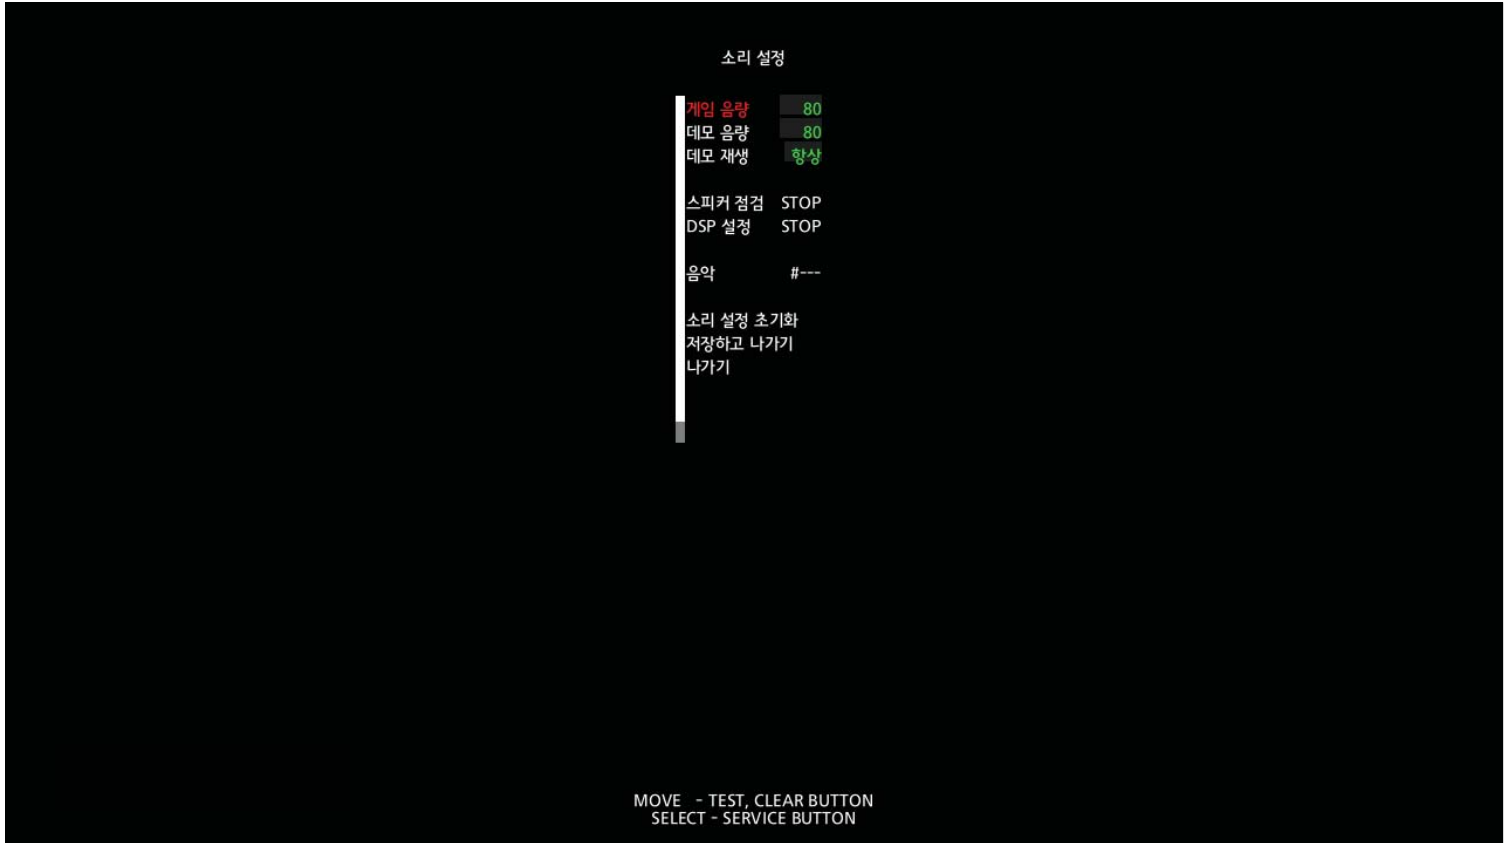 소리 설정
게임 음량 80
데모 음량 80
데모 재생 항상
스피커 점검 STOP
DSP 설정 STOP
음악 #---
소리 설정 초기화
저장하고 나가기
나가기
MOVE - TEST, CLEAR BUTTON
SELECT - SERVICE BUTTON